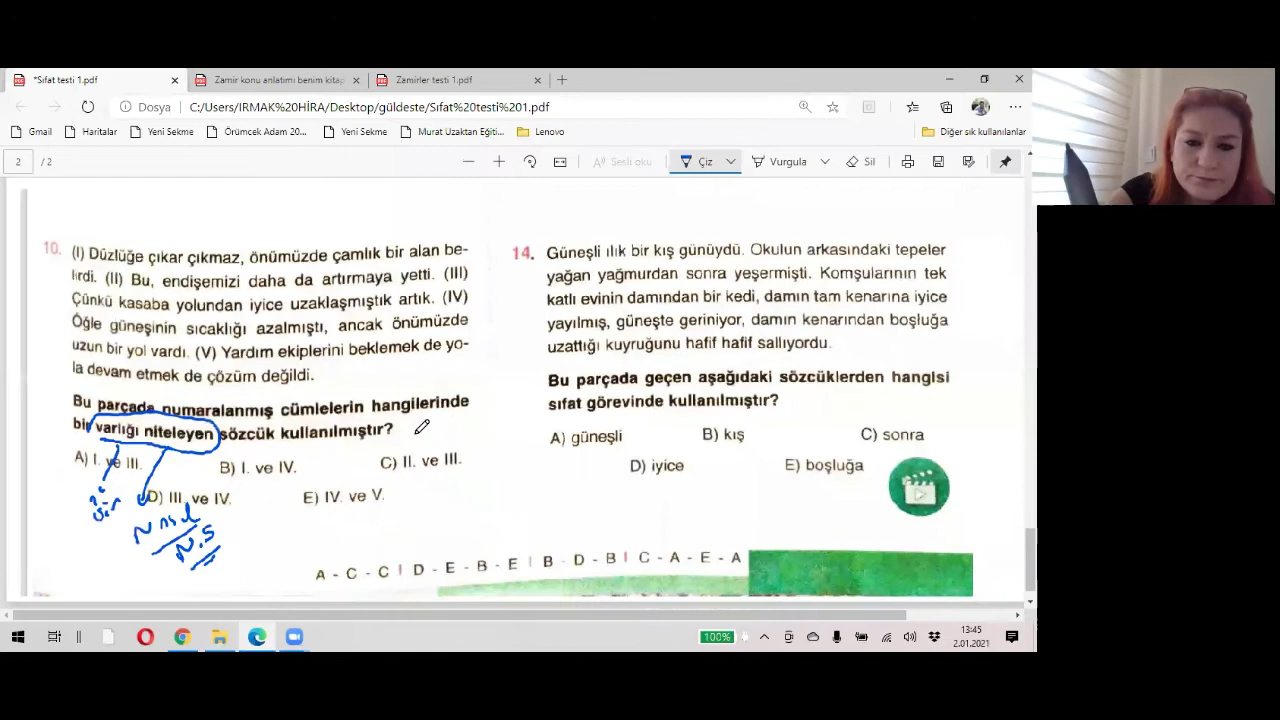 *Sıfat testi 1.pdf
Zamir konu anlatımı benim kitap
Zamirler testi 1.pdf
Dosya
C:/Users/IRMAK%20HİRA/Desktop/güldeste/Sıfat%20testi%201.pdf
Gmail
Haritalar
Yeni Sekme
Örümcek Adam 20...
Yeni Sekme
Murat Uzaktan Eğiti...
Lenovo
Diğer sık kullanılanlar
2 / 2
Sesli oku
Çiz
Vurgula
Sil
10. (I) Düzlüğe çıkar çıkmaz, önümüzde çamlık bir alan be-
lirdi. (II) Bu, endişemizi daha da artırmaya yetti. (III)
Çünkü kasaba yolundan iyice uzaklaşmıştık artık. (IV)
Öğle güneşinin sıcaklığı azalmıştı, ancak önümüzde
uzun bir yol vardı. (V) Yardım ekiplerini beklemek de yo-
la devam etmek de çözüm değildi.
Bu parçada numaralanmış cümlelerin hangilerinde
bir varlığı niteleyen sözcük kullanılmıştır?
A) I. ve III.
B) I. ve IV.
C) II. ve III.
D) III. ve IV.
E) IV. ve V.
Nasıl
N.S
14. Güneşli ılık bir kış günüydü. Okulun arkasındaki tepeler
yağan yağmurdan sonra yeşermişti. Komşularının tek
katlı evinin damından bir kedi, damın tam kenarına iyice
yayılmış, güneşte geriniyor, damın kenarından boşluğa
uzattığı kuyruğunu hafif hafif sallıyordu.
Bu parçada geçen aşağıdaki sözcüklerden hangisi
sıfat görevinde kullanılmıştır?
A) güneşli
B) kış
C) sonra
D) iyice
E) boşluğa
A - C - C | D - E - B - E | B - D - B | C - A - E - A
100%
13:45
2.01.2021